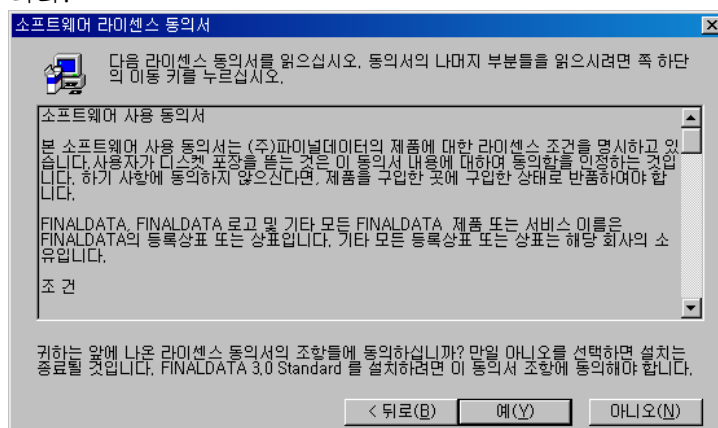 소프트웨어 라이센스 동의서
다음 라이센스 동의서를 읽으십시오. 동의서의 나머지 부분들을 읽으시려면 쪽 하단
의 이동 키를 누르십시오.
소프트웨어 사용 동의서
본 소프트웨어 사용 동의서는 (주)파이널데이터의 제품에 대한 라이센스 조건을 명시하고 있
습니다.사용자가 디스켓 포장을 뜯는 것은 이 동의서 내용에 대하여 동의함을 인정하는 것입
니다. 하기 사항에 동의하지 않으신다면, 제품을 구입한 곳에 구입한 상태로 반품하여야 합
니다.
FINALDATA, FINALDATA 로고 및 기타 모든 FINALDATA 제품 또는 서비스 이름은
FINALDATA의 등록상표 또는 상표입니다. 기타 모든 등록상표 또는 상표는 해당 회사의 소
유입니다.
조 건
귀하는 앞에 나온 라이센스 동의서의 조항들에 동의하십니까? 만일 아니오를 선택하면 설치는
종료될 것입니다. FINALDATA 3.0 Standard 를 설치하려면 이 동의서 조항에 동의해야 합니다.
< 뒤로(B) 예(Y) 아니오(N)